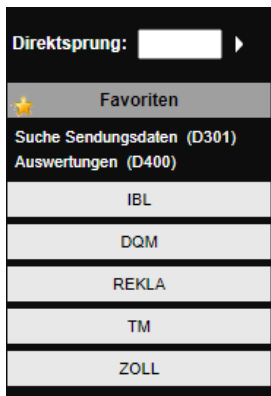 Direktsprung:
Favoriten
Suche Sendungsdaten (D301)
Auswertungen (D400)
IBL
DQM
REKLA
TM
ZOLL